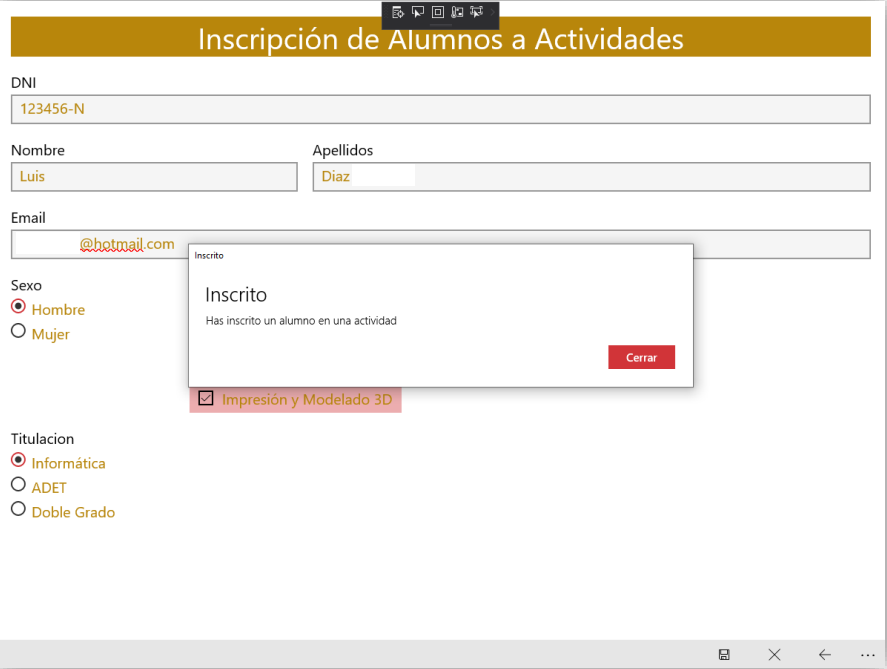 Inscripción de Alumnos a Actividades
DNI
123456-N
Nombre
Apellidos
Luis
Diaz
Email
@hotmail.com
Inscrito
Sexo
Inscrito
Hombre
Has inscrito un alumno en una actividad
Mujer
Cerrar
Impresión y Modelado 3D
Titulacion
Informática
ADET
Doble Grado